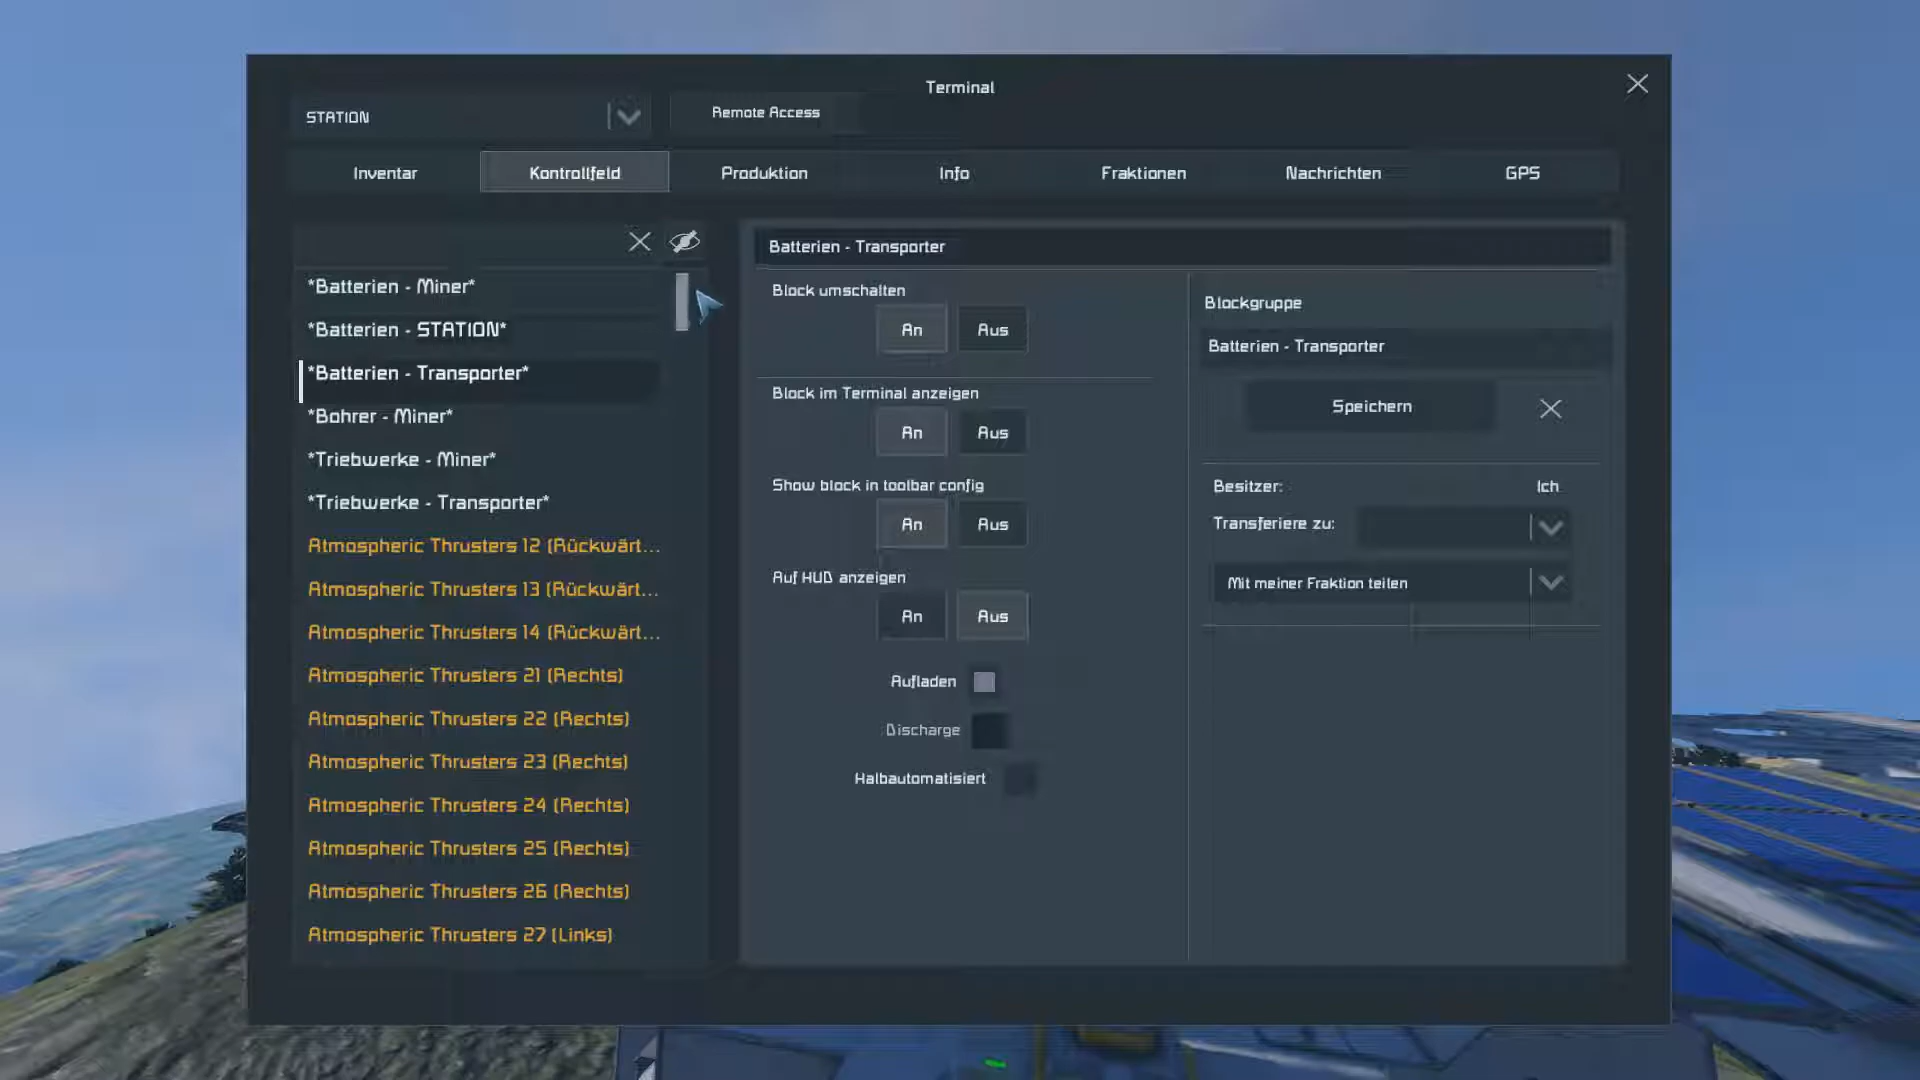 Terminal
STATION
Remote Access
Inventar
Kontrollfeld
Produktion
Info
Fraktionen
Nachrichten
GPS
*Batterien - Miner*
*Batterien - STATION*
*Batterien - Transporter*
*Bohrer - Miner*
*Triebwerke - Miner*
*Triebwerke - Transporter*
Atmospheric Thrusters 12 (Rückwärt...
Atmospheric Thrusters 13 (Rückwärt...
Atmospheric Thrusters 14 (Rückwärt...
Atmospheric Thrusters 21 (Rechts)
Atmospheric Thrusters 22 (Rechts)
Atmospheric Thrusters 23 (Rechts)
Atmospheric Thrusters 24 (Rechts)
Atmospheric Thrusters 25 (Rechts)
Atmospheric Thrusters 26 (Rechts)
Atmospheric Thrusters 27 (Links)
Batterien - Transporter
Block umschalten
An Aus
Block im Terminal anzeigen
An Aus
Show block in toolbar config
An Aus
Auf HUD anzeigen
An Aus
Aufladen
Discharge
Halbautomatisiert
Blockgruppe
Batterien - Transporter
Speichern
Besitzer: Ich
Transferiere zu:
Mit meiner Fraktion teilen